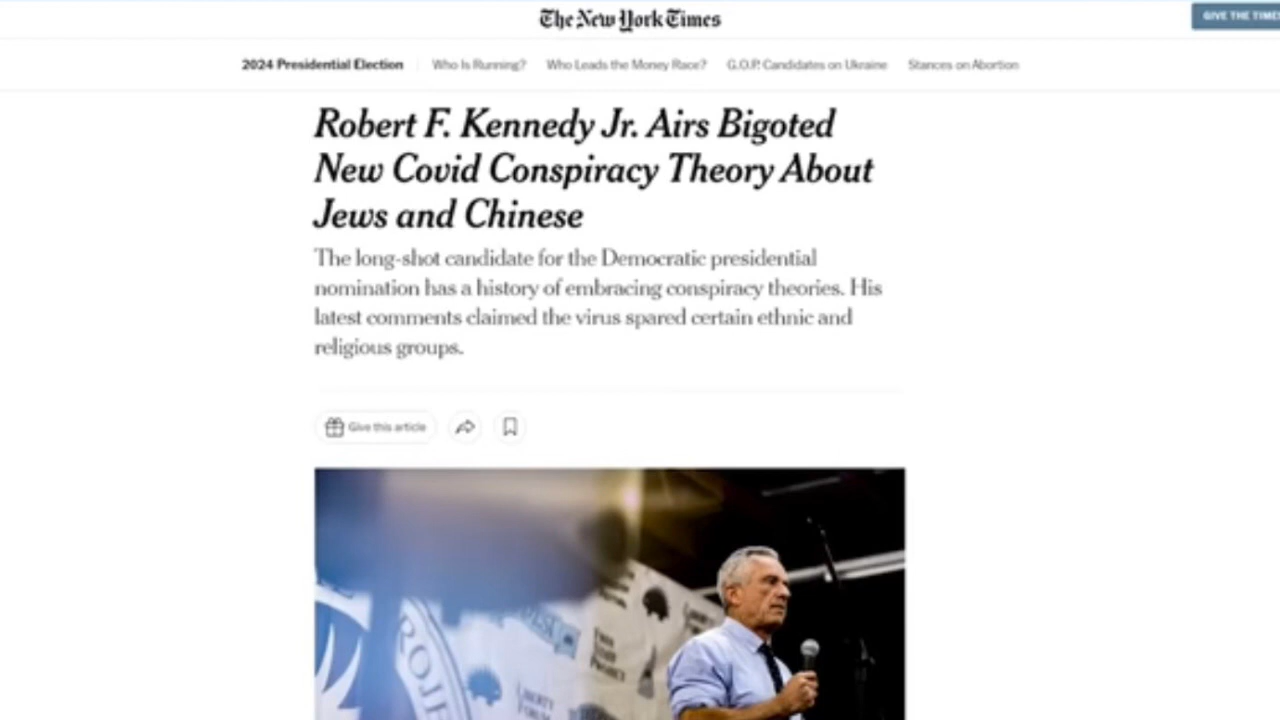 The New York Times
GIVE THE TIMES
2024 Presidential Election Who Is Running? Who Leads the Money Race? G.O.P. Candidates on Ukraine Stances on Abortion
Robert F. Kennedy Jr. Airs Bigoted
New Covid Conspiracy Theory About
Jews and Chinese
The long-shot candidate for the Democratic presidential
nomination has a history of embracing conspiracy theories. His
latest comments claimed the virus spared certain ethnic and
religious groups.
Give this article
LIBERTY